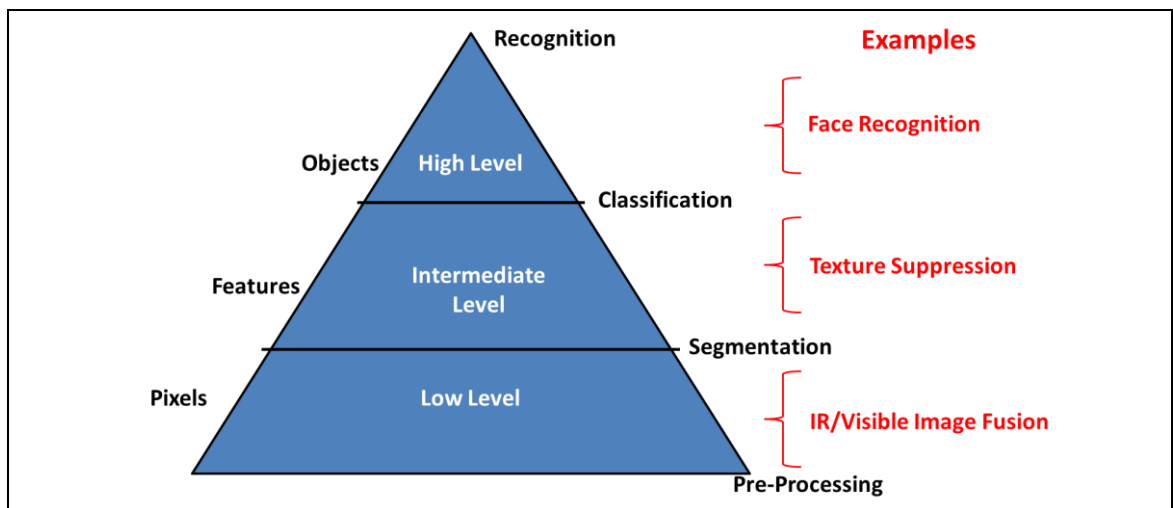 Recognition
Examples
Face Recognition
Objects
High Level
Classification
Texture Suppression
Features
Intermediate
Level
Segmentation
Pixels
Low Level
IR/Visible Image Fusion
Pre-Processing